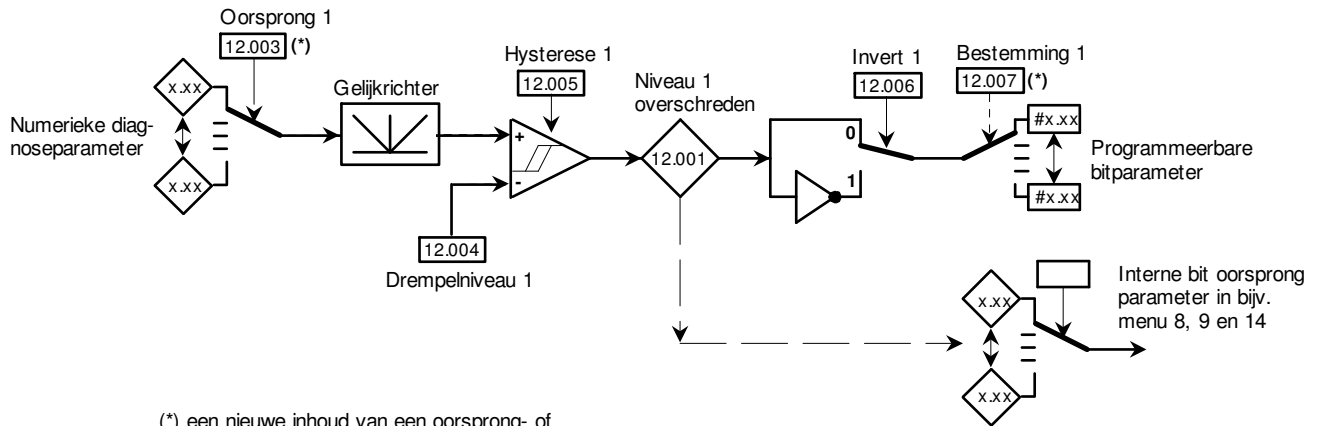 Oorsprong 1
12.003 (*)
x.xx
x.xx
Numerieke diag-
noseparameter
Gelijkrichter
Hysterese 1
12.005
+
-
12.004
Drempelniveau 1
Niveau 1
overschreden
12.001
Invert 1
12.006
0
1
Bestemming 1
12.007 (*)
#x.xx
#x.xx
Programmeerbare
bitparameter
x.xx
x.xx
Interne bit oorsprong
parameter in bijv.
menu 8, 9 en 14
(*) een nieuwe inhoud van een oorsprong- of